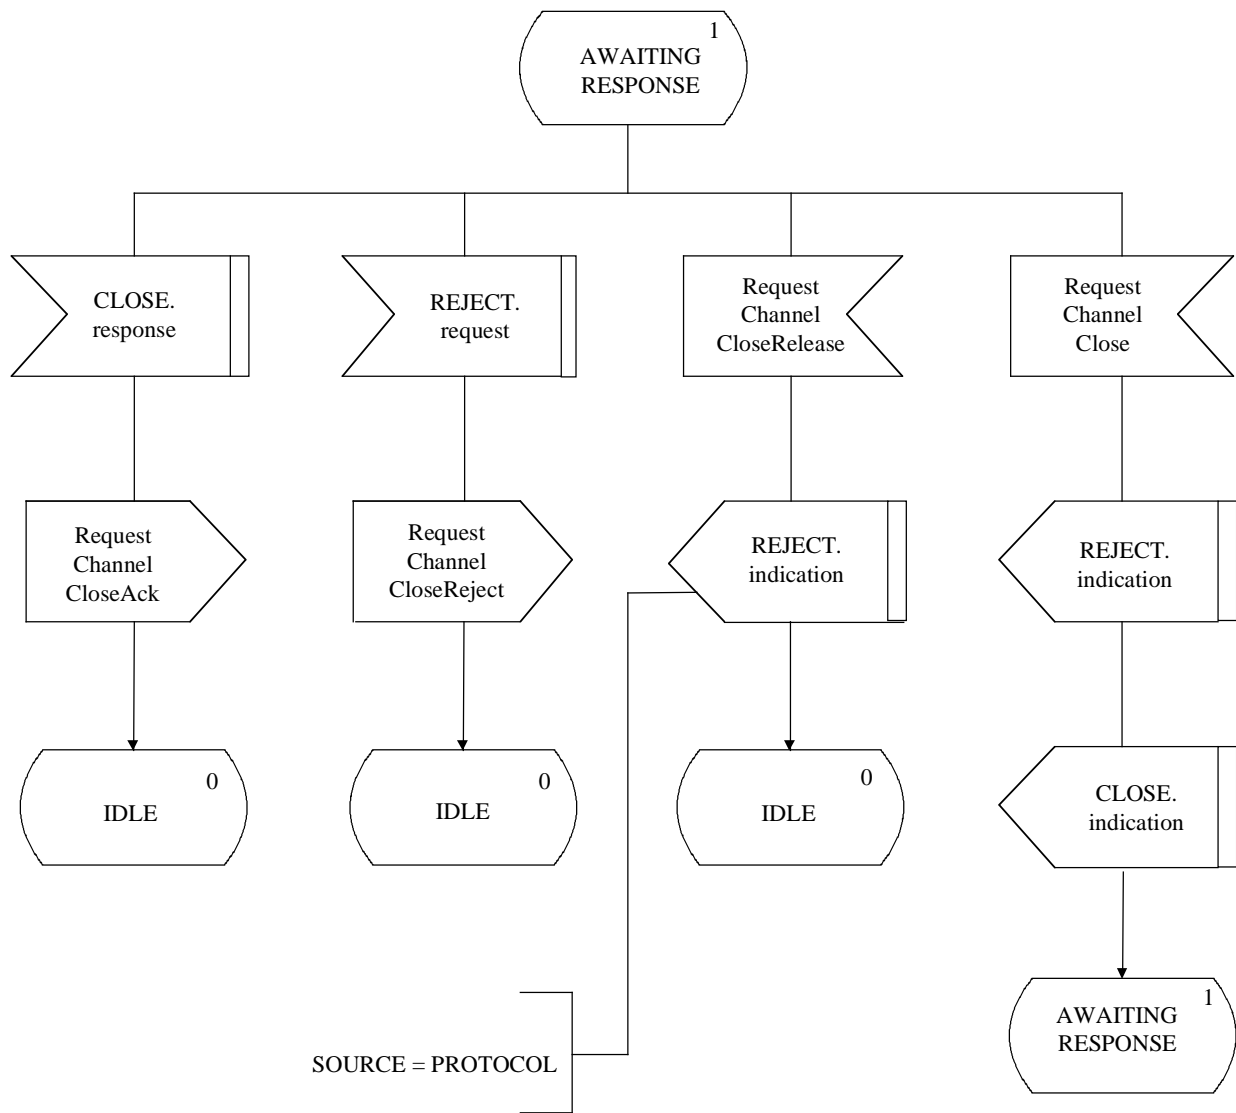 1
AWAITING
RESPONSE
CLOSE.
response
REJECT.
request
Request
Channel
CloseRelease
Request
Channel
Close
Request
Channel
CloseAck
Request
Channel
CloseReject
REJECT.
indication
REJECT.
indication
0
IDLE
0
IDLE
0
IDLE
CLOSE.
indication
1
AWAITING
RESPONSE
SOURCE = PROTOCOL